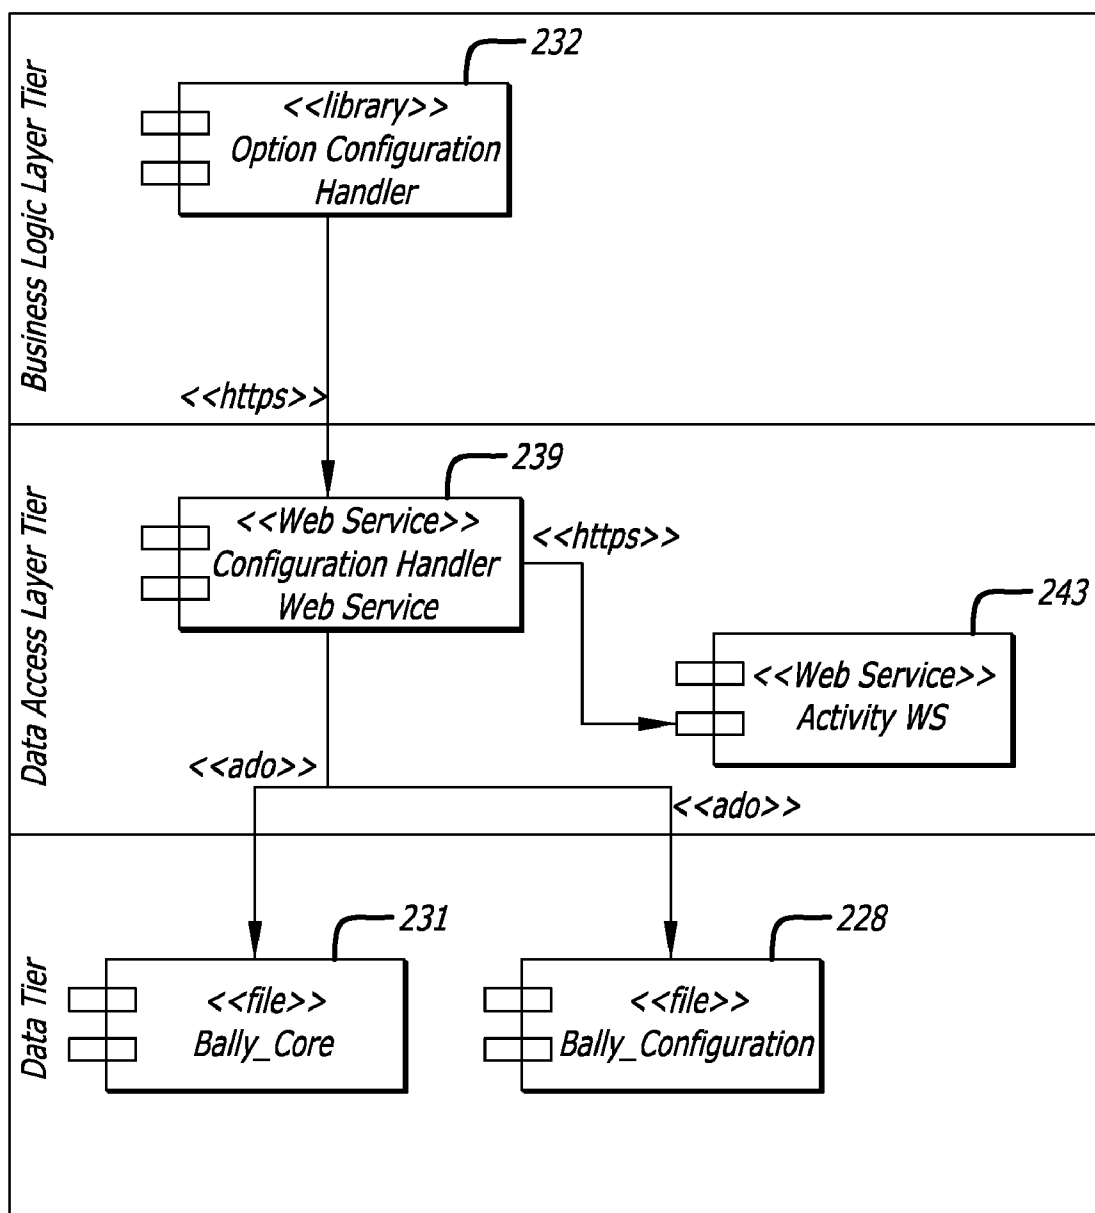 Business Logic Layer Tier
232
<<library>>
Option Configuration
Handler
<<https>>
Data Access Layer Tier
239
<<Web Service>>
Configuration Handler
Web Service
<<https>>
243
<<Web Service>>
Activity WS
<<ado>>
<<ado>>
Data Tier
231
<<file>>
Bally_Core
228
<<file>>
Bally_Configuration